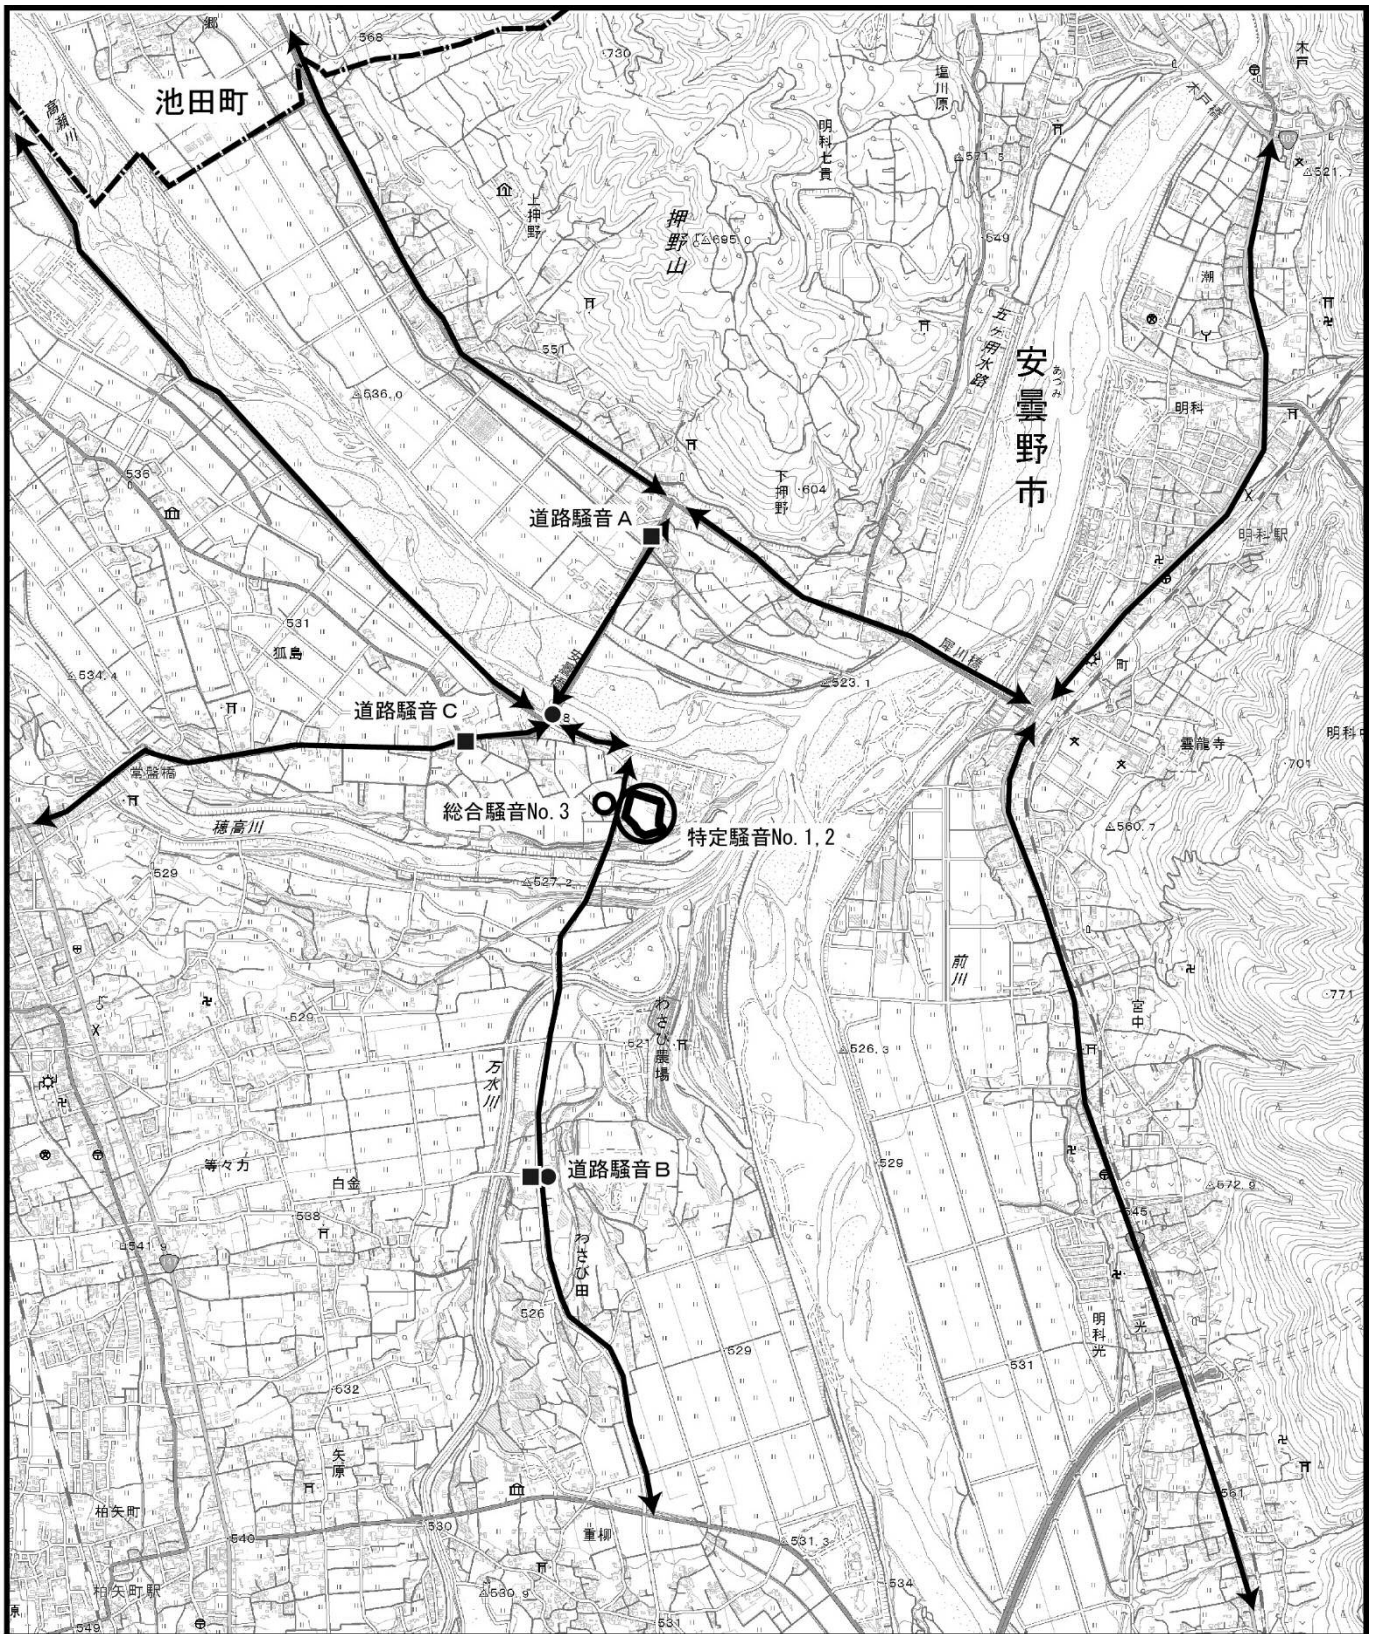 郷
568
730
木戸
高瀬川
池田町
塩川原
木戸橋
明科七貴
571.5
521.7
上押野
押野山
695.0
549
潮
551
五ヶ用水路
安曇野市
あづみ
536.0
明科
536
下押野
604
道路騒音A
明科駅
531
狐島
犀川橋
町
534.4
523.1
道路騒音C
8
雲龍寺
701
常盤橋
総合騒音No.3
穂高川
特定騒音No.1,2
560.7
529
527.2
前川
771
宮中
529
わさび農場
521
526.3
万水川
等々力
白金
道路騒音B
529
572.9
538
545
541.9
わさび田
526
光
明科光
529
531
532
矢原
561
柏矢町
540
530
重柳
531.3
柏矢町駅
530.9
534
原
549
531